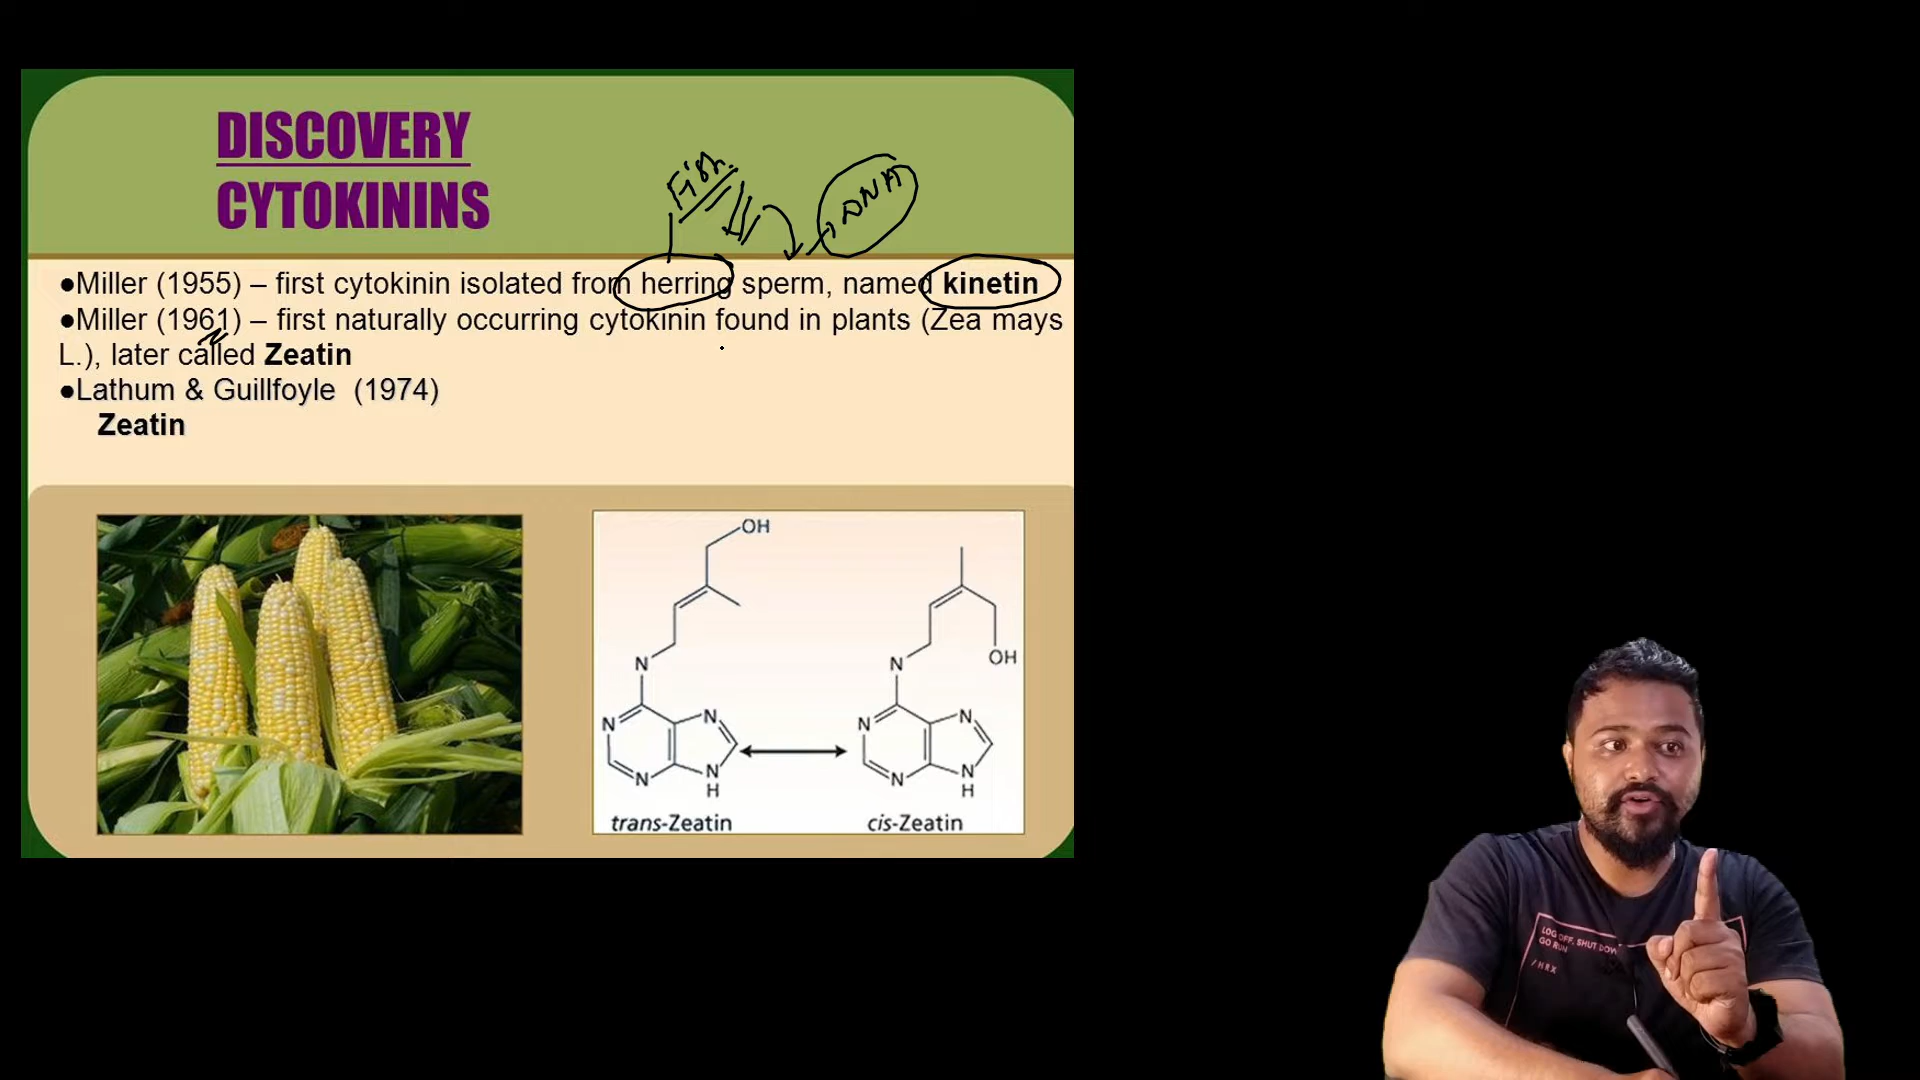 DISCOVERY
CYTOKININS
Fish.
DNA
●Miller (1955) – first cytokinin isolated from herring sperm, named kinetin
●Miller (1961) – first naturally occurring cytokinin found in plants (Zea mays
L.), later called Zeatin
●Lathum & Guillfoyle (1974)
Zeatin
OH
N
N
N
N
N
H
trans-Zeatin
OH
N
N
N
N
N
H
cis-Zeatin
LOG OFF, SHUT DOWN
GO RUN
/HRX